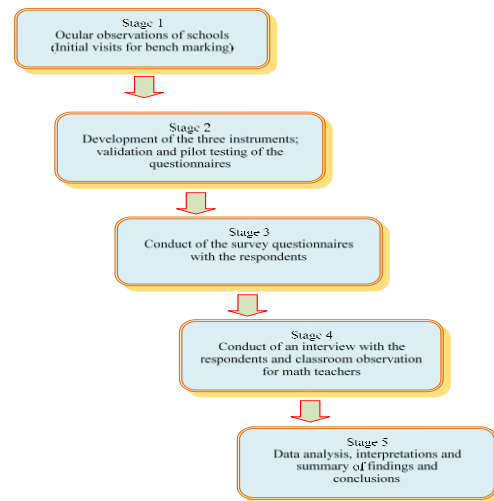 Stage 1
Ocular observations of schools
(Initial visits for bench marking)
Stage 2
Development of the three instruments;
validation and pilot testing of the
questionnaires
Stage 3
Conduct of the survey questionnaires
with the respondents
Stage 4
Conduct of an interview with the
respondents and classroom observation
for math teachers
Stage 5
Data analysis, interpretations and
summary of findings and
conclusions